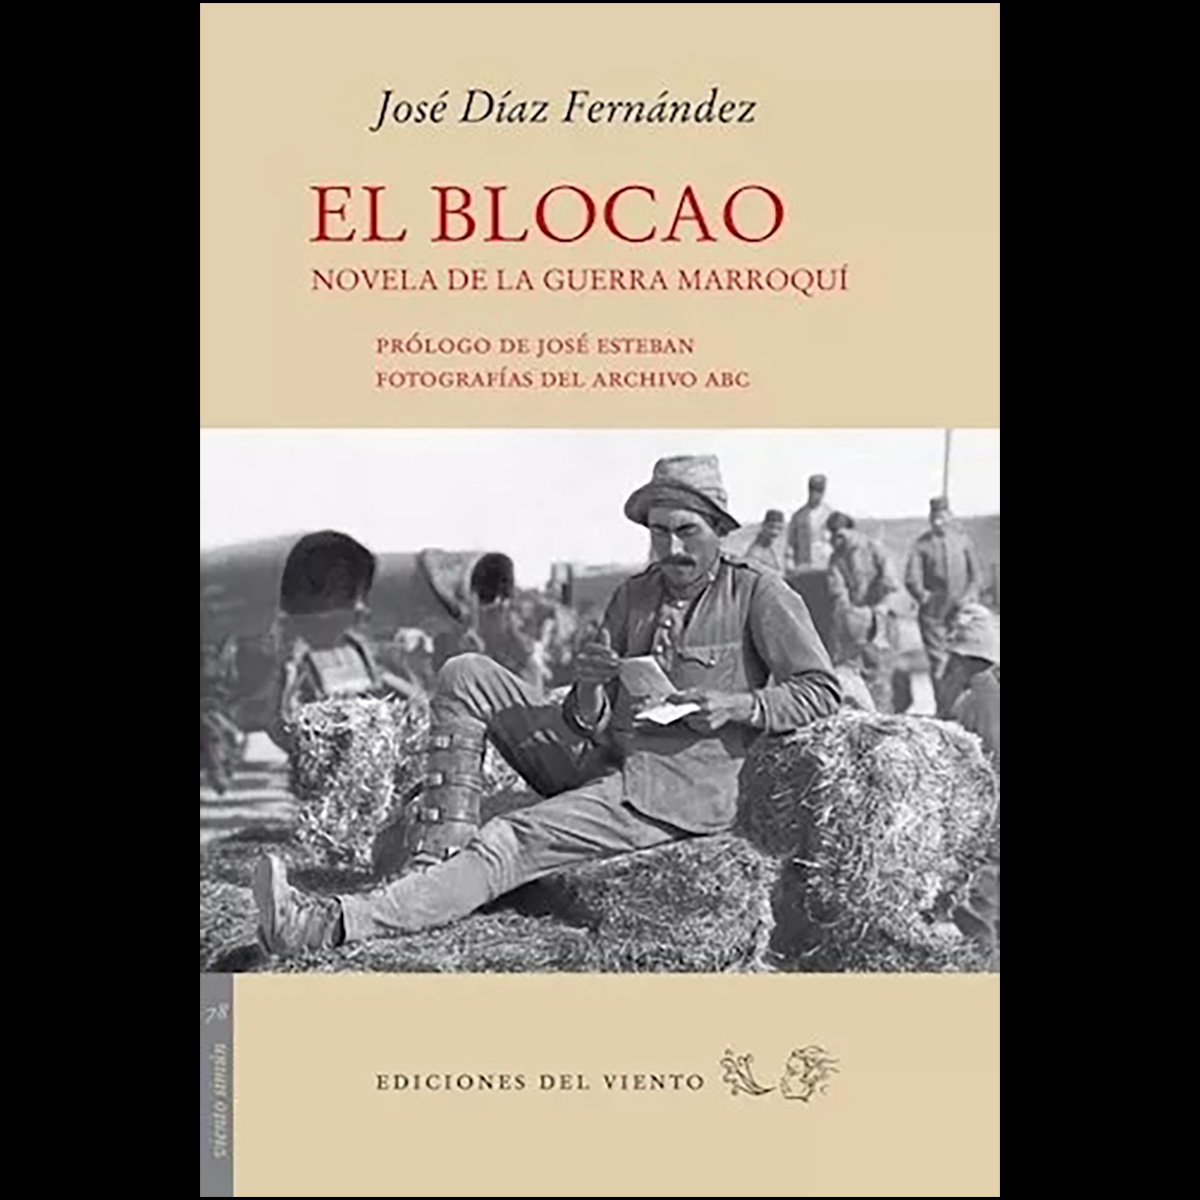 José Díaz Fernández
EL BLOCAO
NOVELA DE LA GUERRA MARROQUÍ
PRÓLOGO DE JOSÉ ESTEBAN
FOTOGRAFÍAS DEL ARCHIVO ABC
78
viento simún
EDICIONES DEL VIENTO